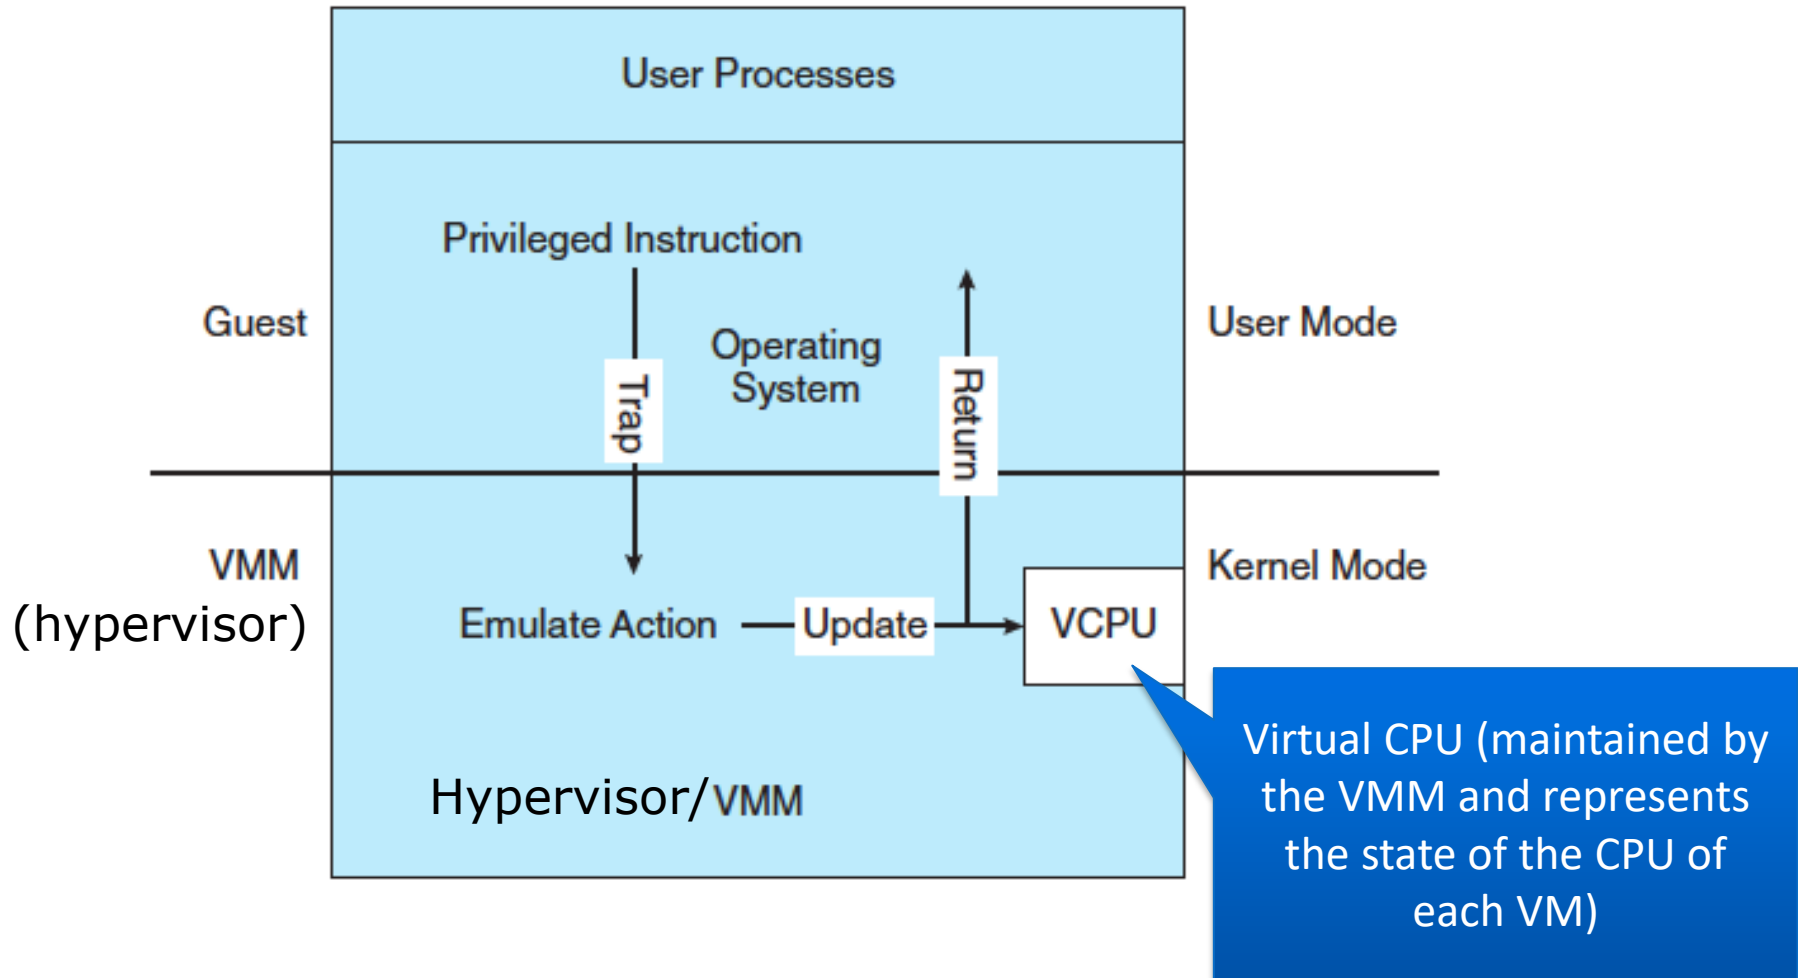 User Processes
Privileged Instruction
Guest
User Mode
Operating
System
Trap
Return
VMM
(hypervisor)
Kernel Mode
Emulate Action
Update
VCPU
Hypervisor/VMM
Virtual CPU (maintained by
the VMM and represents
the state of the CPU of
each VM)